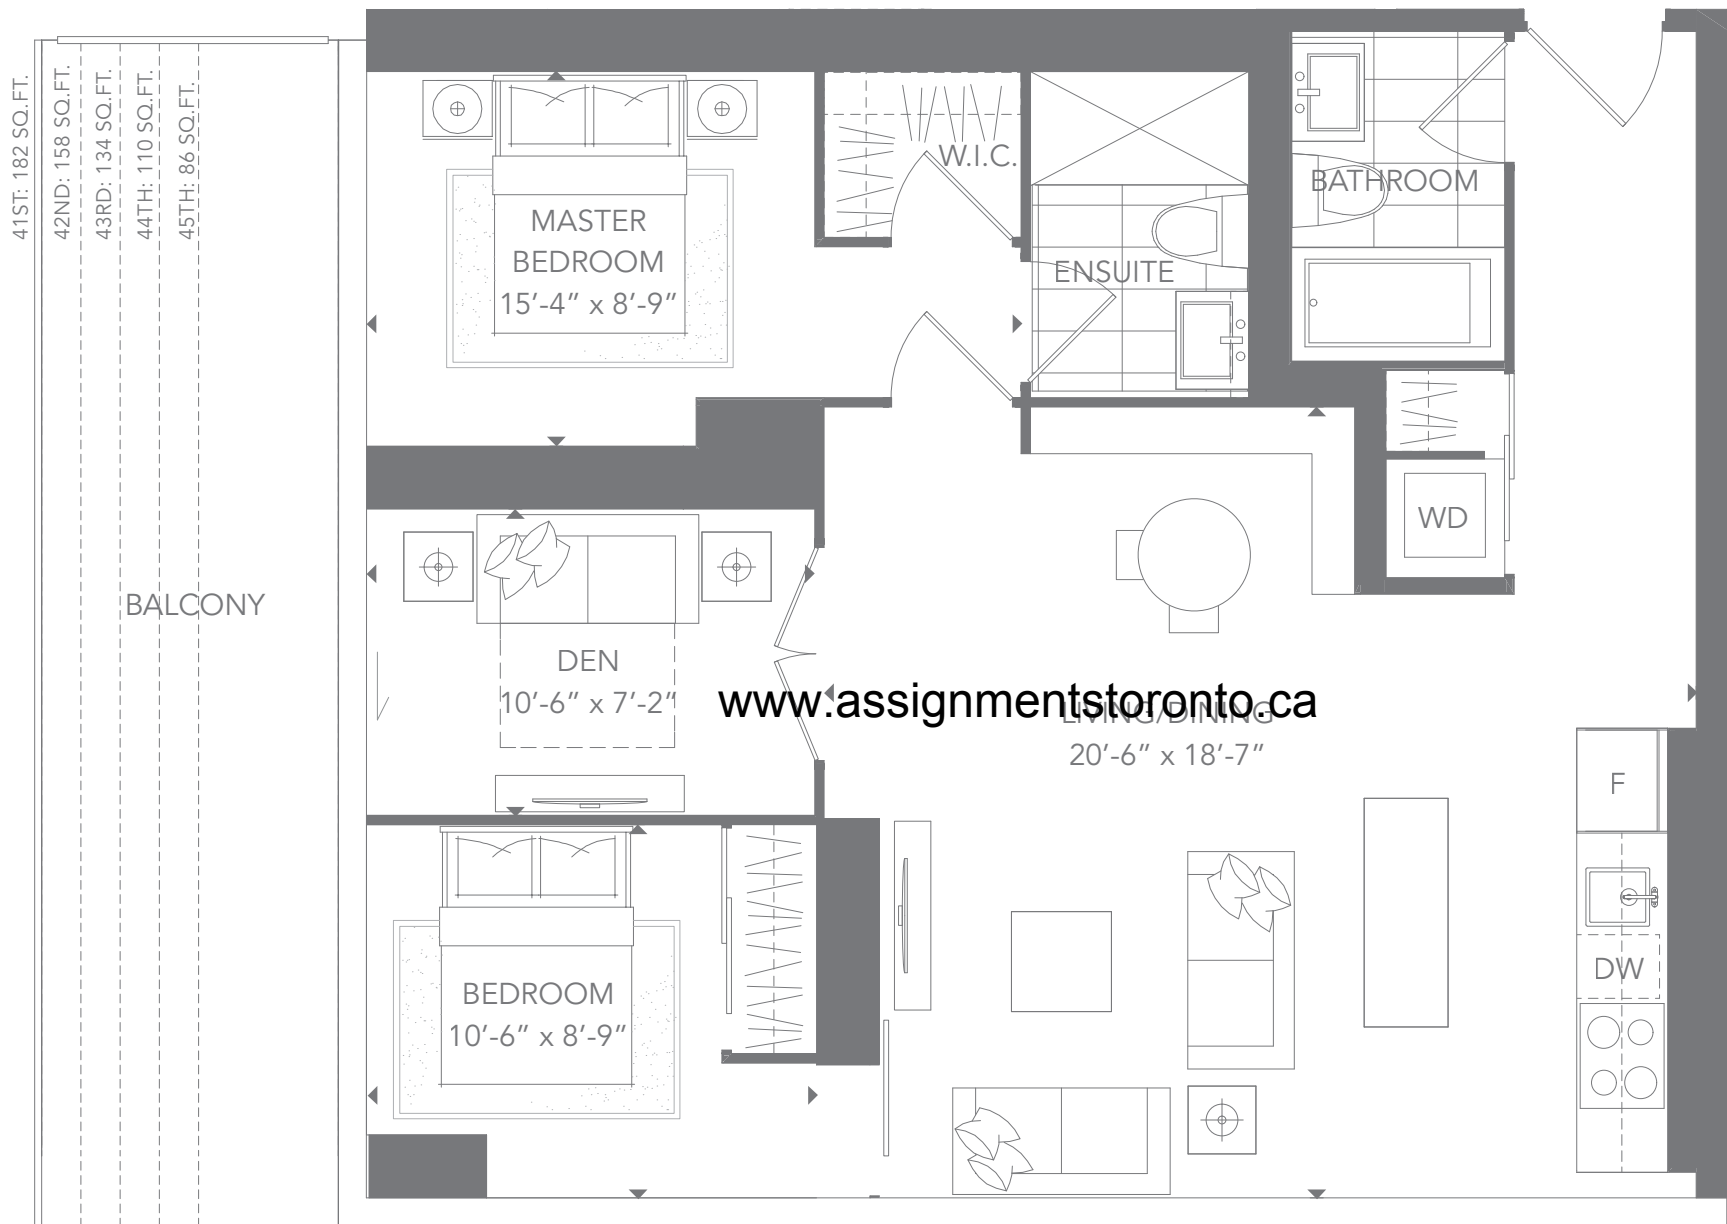 41ST: 182 SQ.FT.
42ND: 158 SQ.FT.
43RD: 134 SQ.FT.
44TH: 110 SQ.FT.
45TH: 86 SQ.FT.
BALCONY
MASTER
BEDROOM
15'-4" x 8'-9"
W.I.C.
ENSUITE
BATHROOM
WD
DEN
10'-6" x 7'-2"
www.assignmentstoronto.ca
LIVING/DINING
20'-6" x 18'-7"
F
DW
BEDROOM
10'-6" x 8'-9"